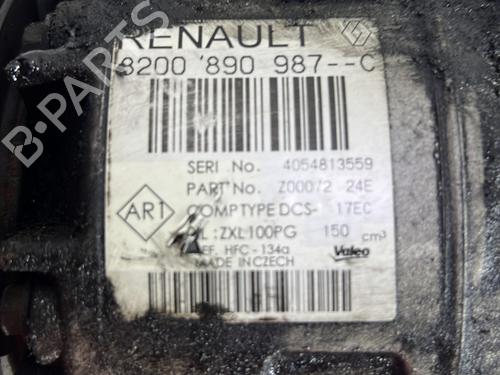 RENAULT
8200 890 987--C
SERI No. 4054813559
PART No. Z00072 24E
ART
COMPTYPE DCS- 17EC
:ZXL100PG 150 cm³
REF. HFC-134a
MADE IN CZECH
Valeo